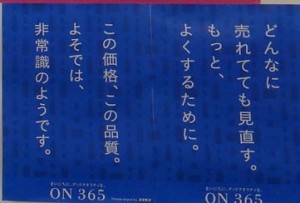 どんなに
売れてても見直す。
もっと、
よくするために。
ON 365
この価格、この品質。
よそでは、
非常識のようです。
ON 365